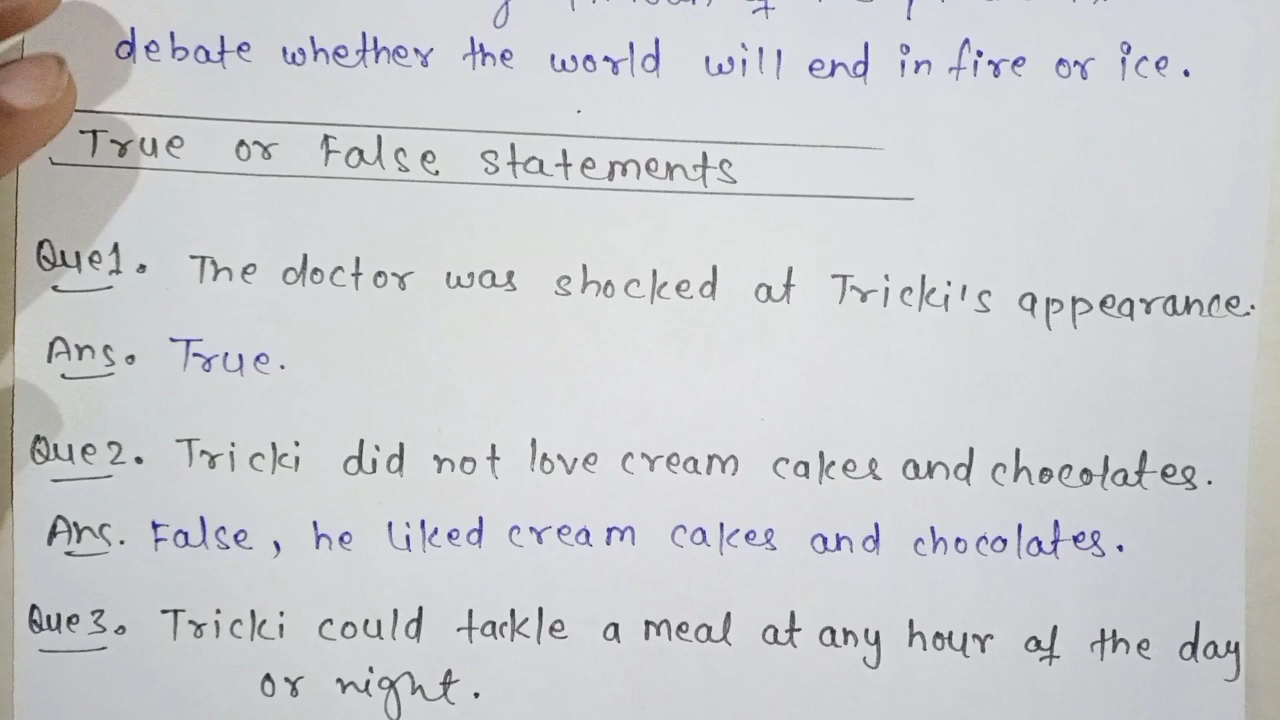 debate whether the world will end in fire or ice.
True or False statements
Que1. The doctor was shocked at Tricki's appearance.
Ans. True.
Que2. Tricki did not love cream cakes and chocolates.
Ans. False, he liked cream cakes and chocolates.
Que3. Tricki could tackle a meal at any hour of the day
or night.